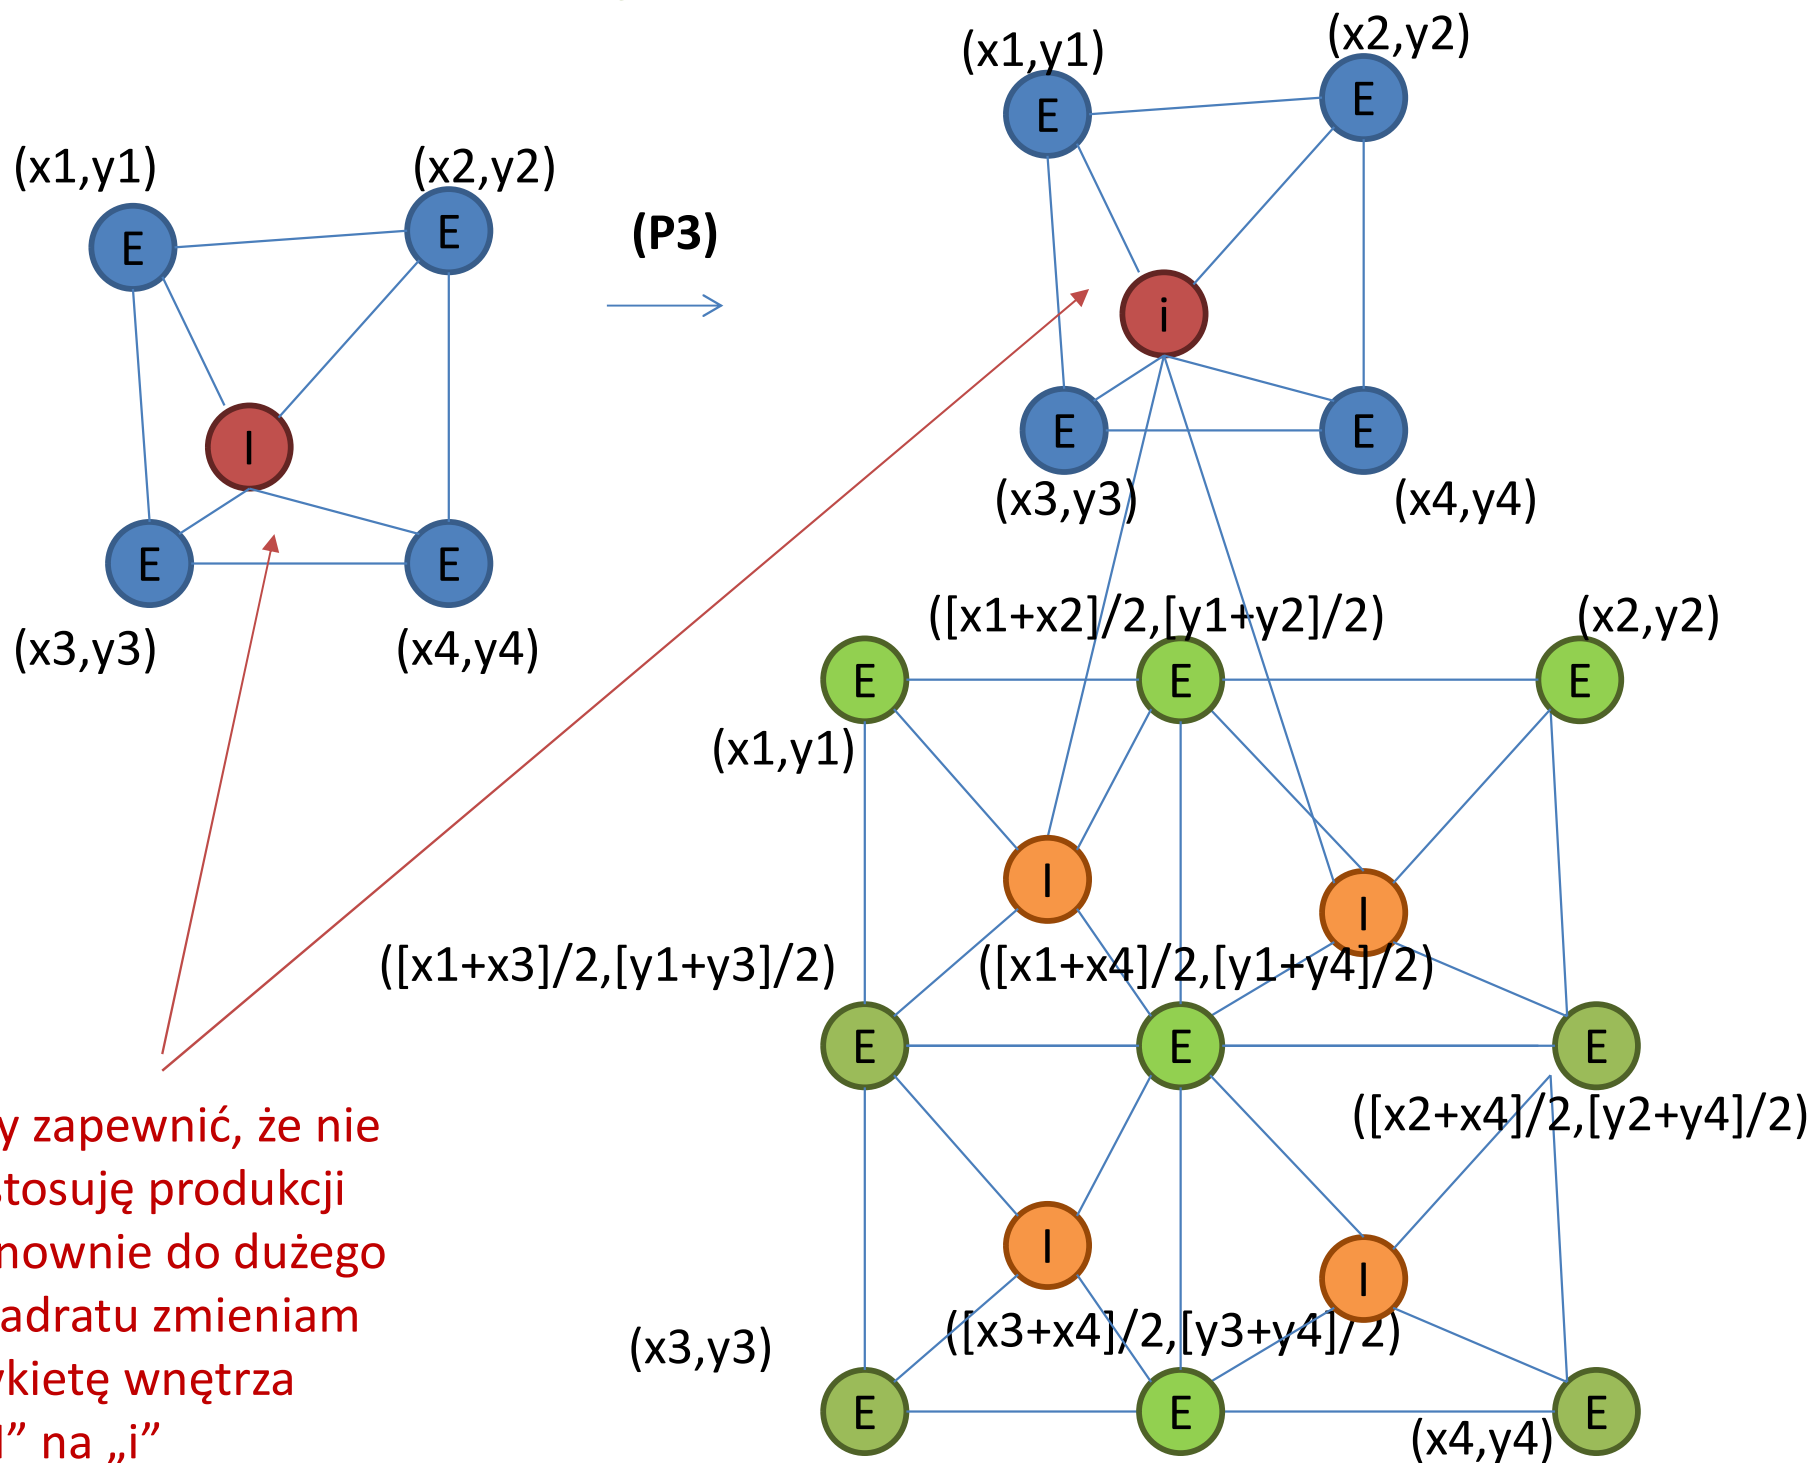 (x1,y1)
(x2,y2)
E
E
I
E
E
(x3,y3)
(x4,y4)
(P3)
(x1,y1)
(x2,y2)
E
E
i
E
E
(x3,y3)
(x4,y4)
([x1+x2]/2,[y1+y2]/2)
(x2,y2)
E
E
E
(x1,y1)
I
I
([x1+x3]/2,[y1+y3]/2)
([x1+x4]/2,[y1+y4]/2)
E
E
E
([x2+x4]/2,[y2+y4]/2)
I
I
(x3,y3)
([x3+x4]/2,[y3+y4]/2)
E
E
E
(x4,y4)
y zapewnić, że nie
stosuję produkcji
nownie do dużego
adratu zmieniam
ykietę wnętrza
I” na „i”